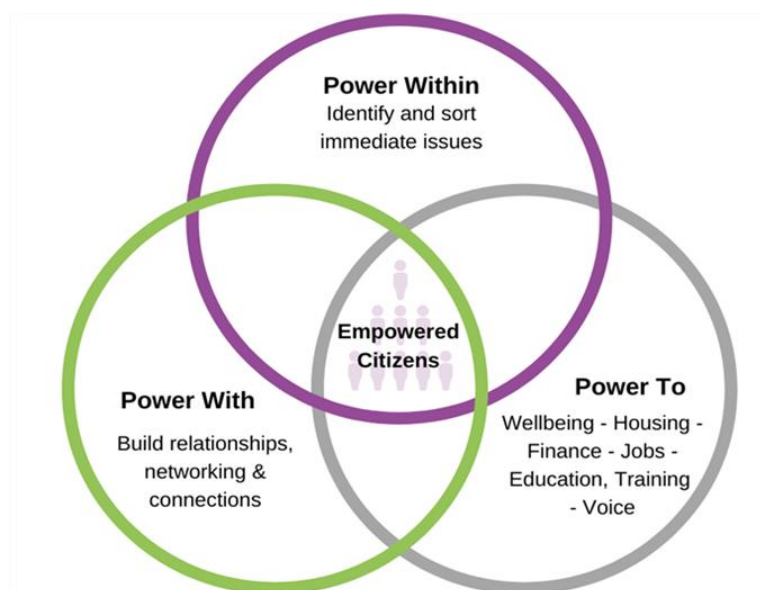 Power Within
Identify and sort
immediate issues
Empowered
Citizens
Power With
Build relationships,
networking &
connections
Power To
Wellbeing - Housing -
Finance - Jobs -
Education, Training
- Voice